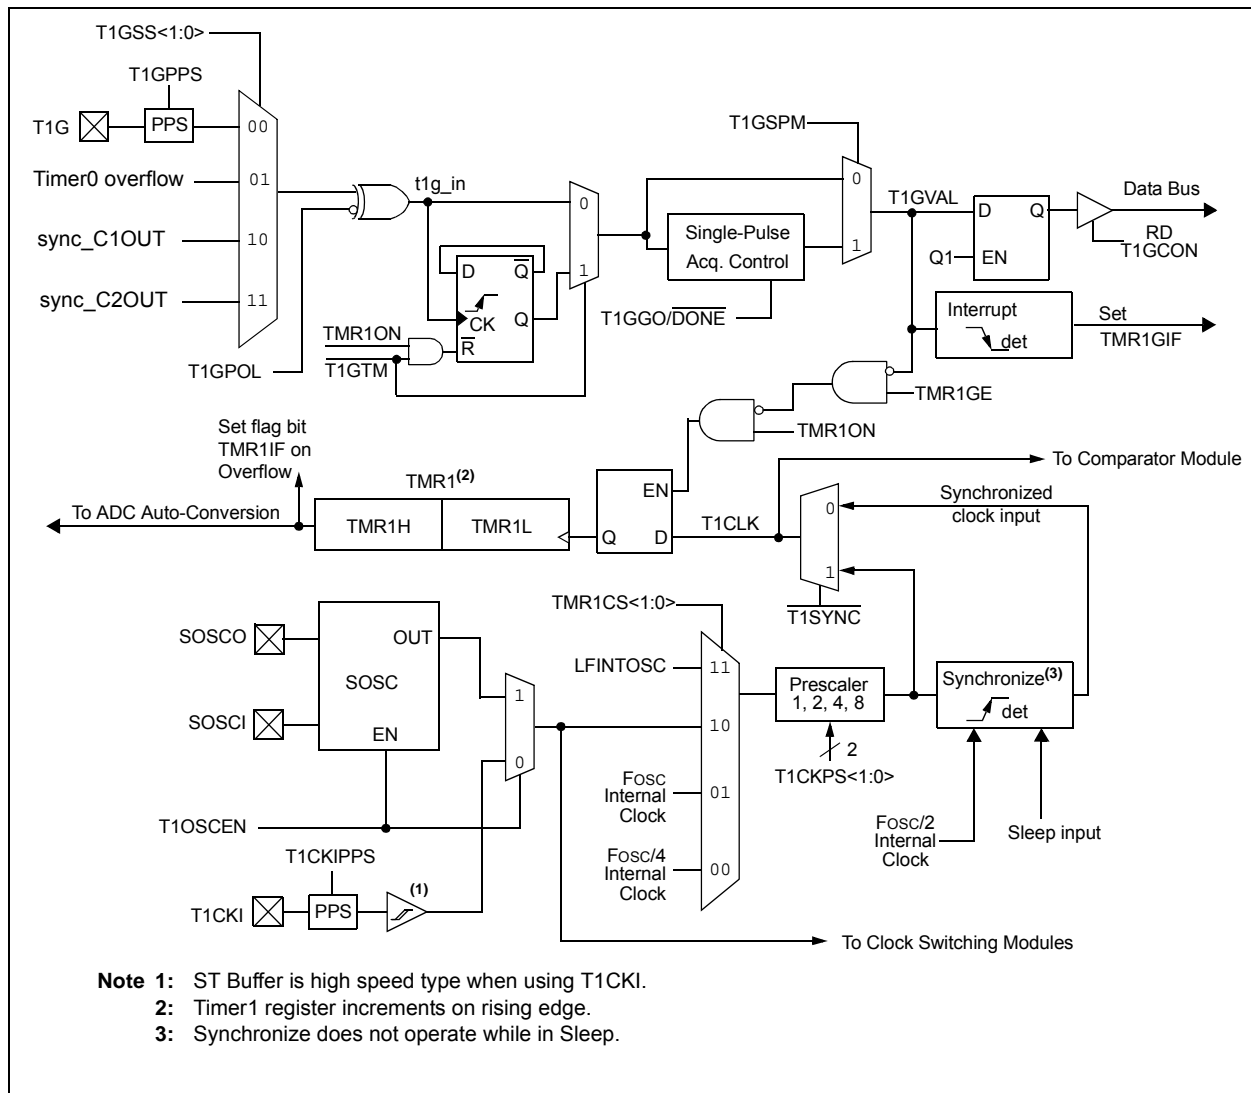 T1GSS<1:0>
T1GPPS
T1G
PPS
00
Timer0 overflow
01
sync_C1OUT
10
sync_C2OUT
11
T1GPOL
t1g_in
0
1
D
Q
CK
Q
R
TMR1ON
T1GTM
T1GSPM
0
1
Single-Pulse
Acq. Control
T1GGO/DONE
T1GVAL
D
Q
Q1
EN
Data Bus
RD
T1GCON
Interrupt
det
Set
TMR1GIF
TMR1GE
TMR1ON
Set flag bit
TMR1IF on
Overflow
To ADC Auto-Conversion
TMR1(2)
TMR1H
TMR1L
EN
Q
D
T1CLK
To Comparator Module
0
1
Synchronized
clock input
T1SYNC
SOSCO
SOSCI
OUT
SOSC
EN
1
0
T1OSCEN
T1CKIPPS
T1CKI
PPS
(1)
TMR1CS<1:0>
LFINTOSC
11
10
FOSC
Internal
Clock
01
FOSC/4
Internal
Clock
00
Prescaler
1, 2, 4, 8
2
T1CKPS<1:0>
Synchronize(3)
det
FOSC/2
Internal
Clock
Sleep input
To Clock Switching Modules
Note 1: ST Buffer is high speed type when using T1CKI.
2: Timer1 register increments on rising edge.
3: Synchronize does not operate while in Sleep.